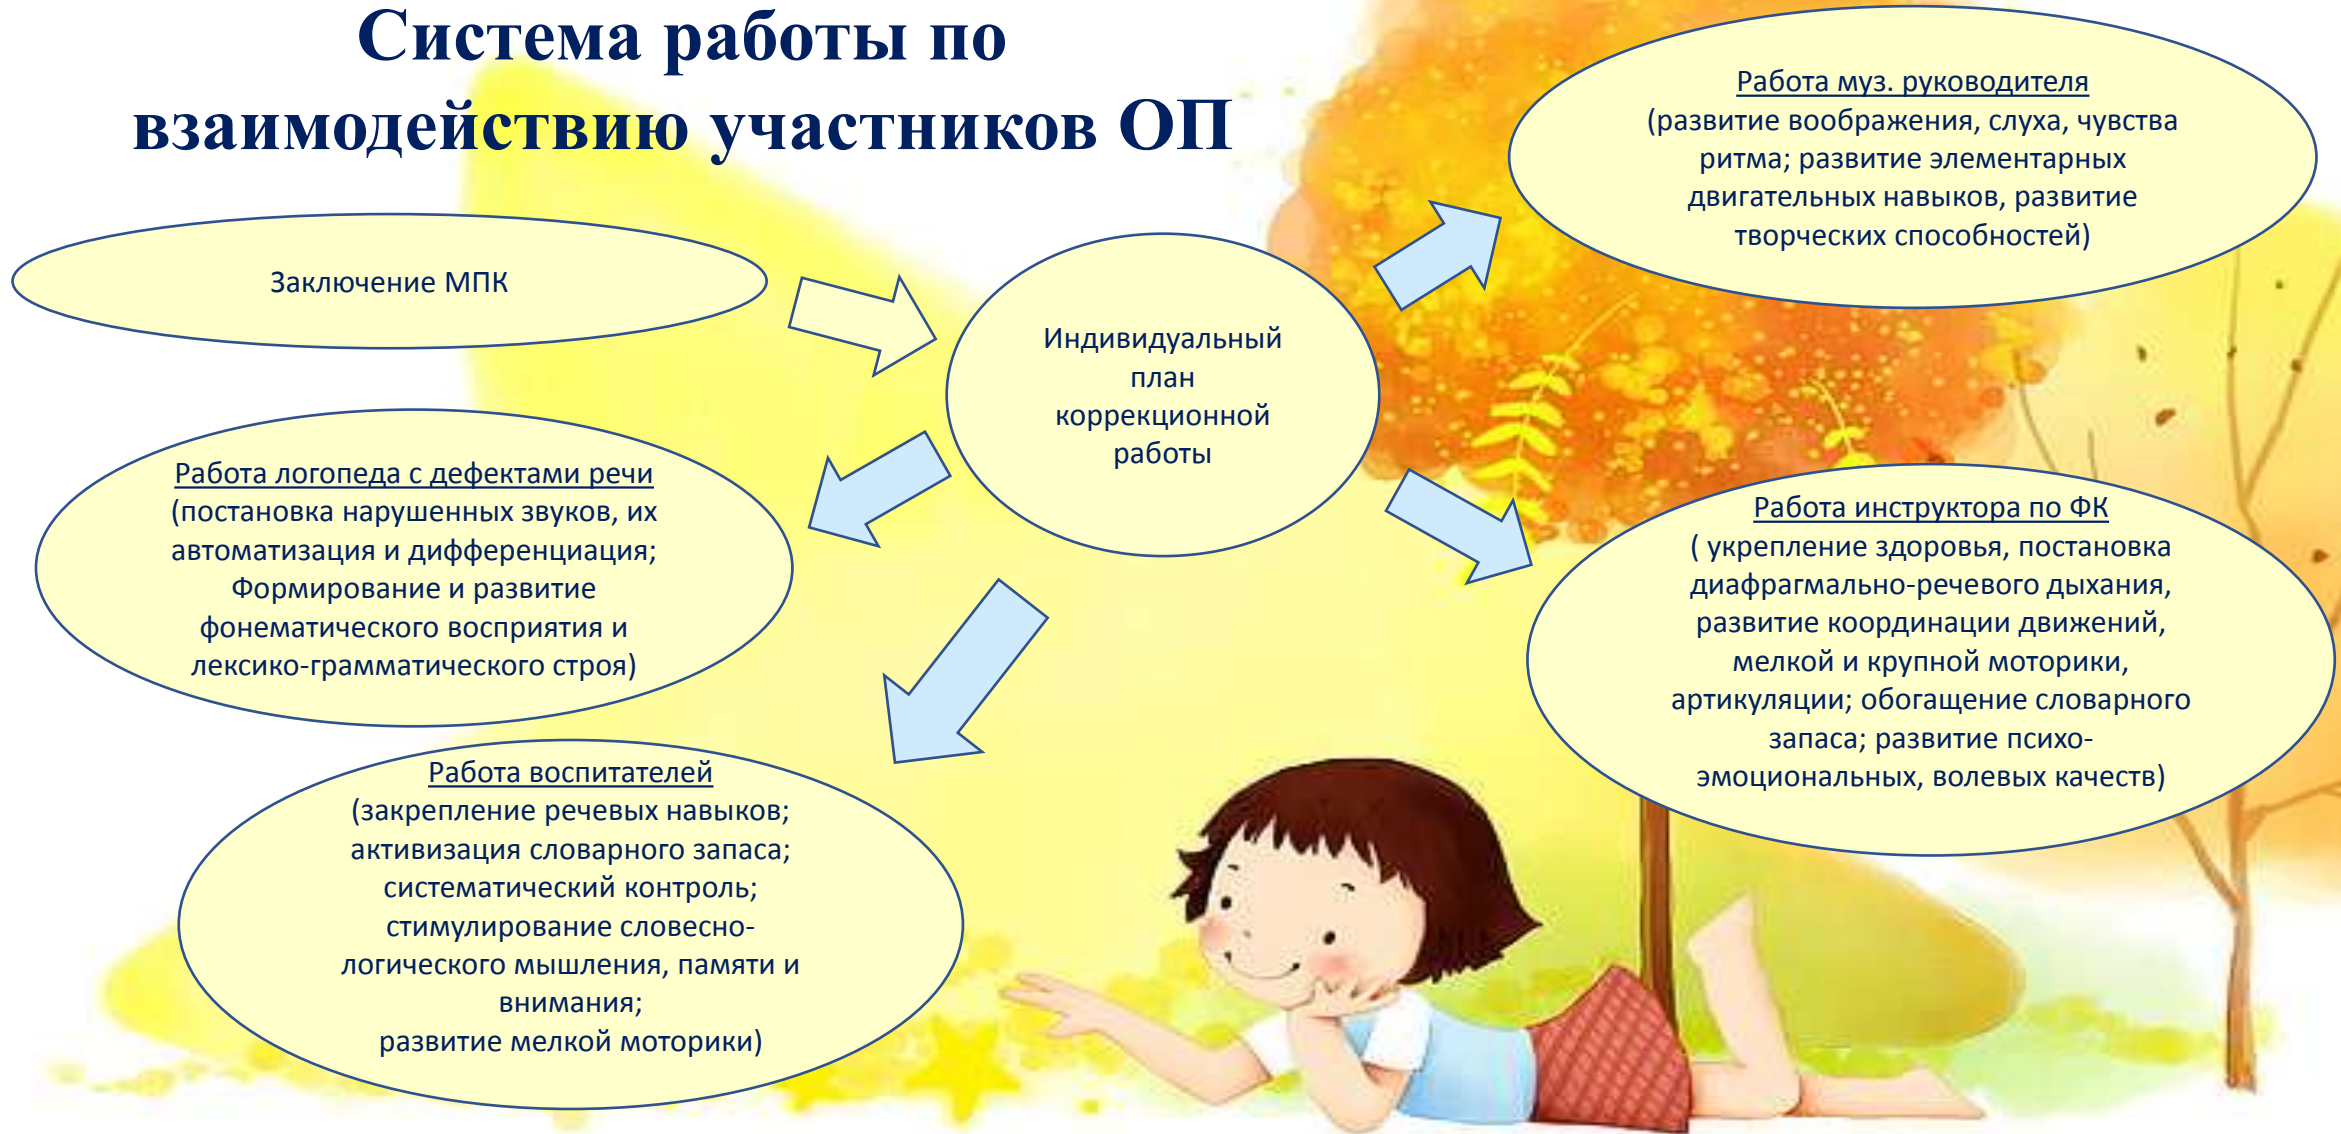 Система работы по
взаимодействию участников ОП
Заключение МПК
Индивидуальный
план
коррекционной
работы
Работа муз. руководителя
(развитие воображения, слуха, чувства
ритма; развитие элементарных
двигательных навыков, развитие
творческих способностей)
Работа логопеда с дефектами речи
(постановка нарушенных звуков, их
автоматизация и дифференциация;
Формирование и развитие
фонематического восприятия и
лексико-грамматического строя)
Работа инструктора по ФК
( укрепление здоровья, постановка
диафрагмально-речевого дыхания,
развитие координации движений,
мелкой и крупной моторики,
артикуляции; обогащение словарного
запаса; развитие психо-
эмоциональных, волевых качеств)
Работа воспитателей
(закрепление речевых навыков;
активизация словарного запаса;
систематический контроль;
стимулирование словесно-
логического мышления, памяти и
внимания;
развитие мелкой моторики)